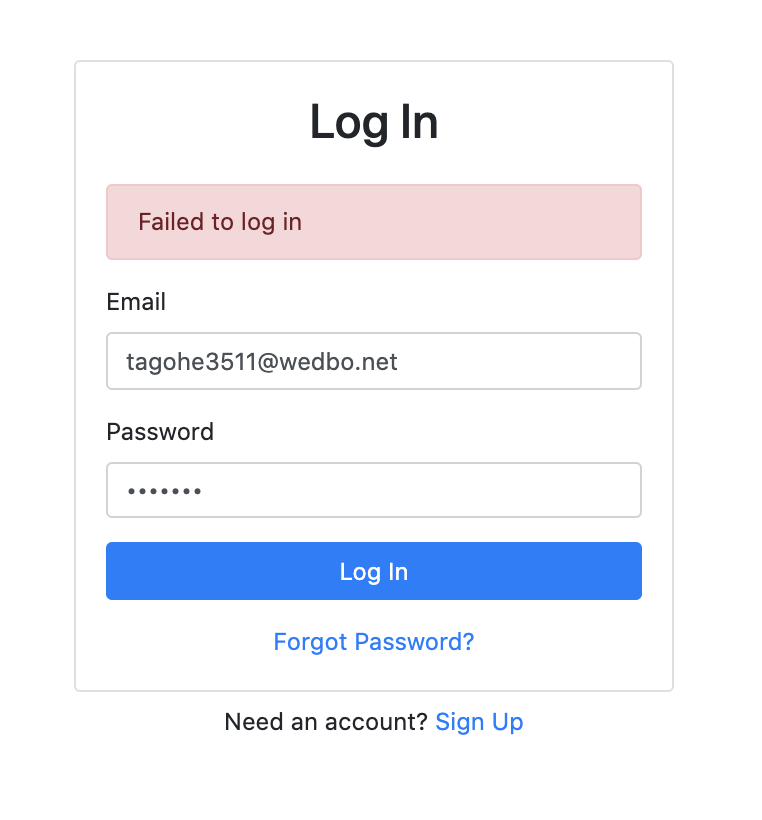 Log In
Failed to log in
Email
tagohe3511@wedbo.net
Password
•••••••
Log In
Forgot Password?
Need an account? Sign Up